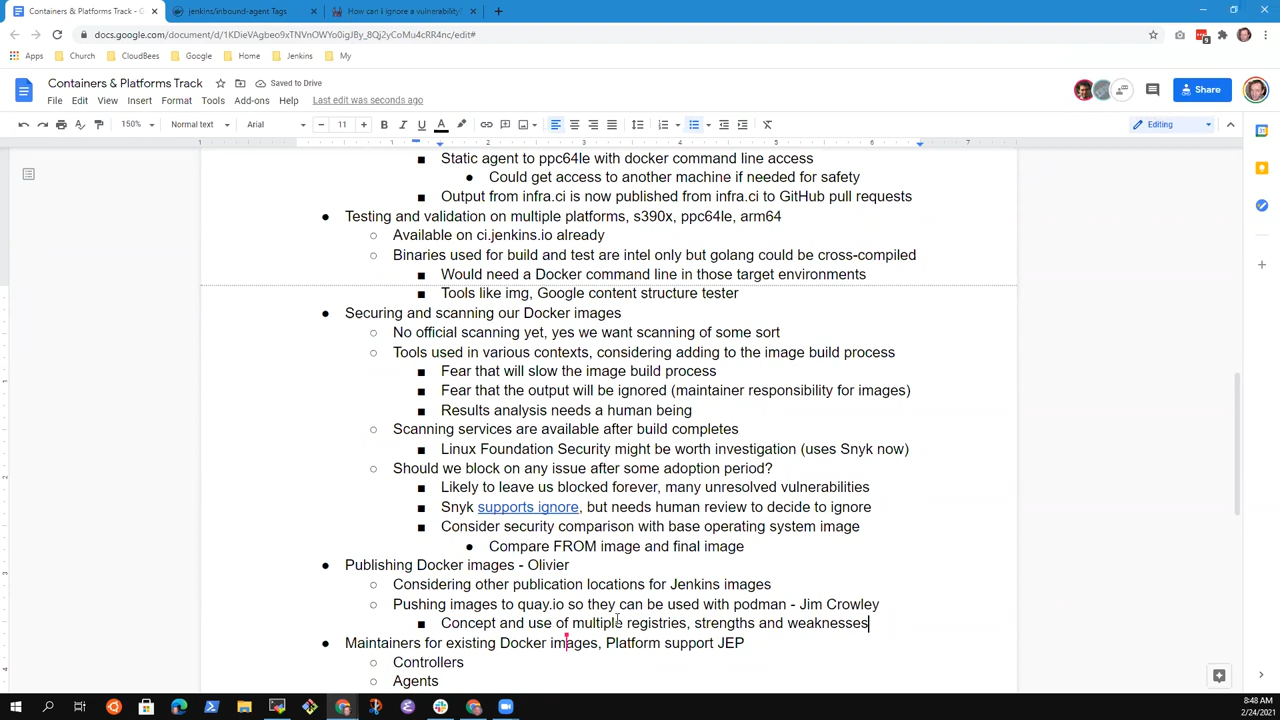 Containers & Platforms Track - G
jenkins/inbound-agent Tags
How can i ignore a vulnerability?
docs.google.com/document/d/1KDieVAgbeo9xTNVnOWYo0igJBy_8Qj2yCoMu4cRR4nc/edit#
Apps
Church
CloudBees
Google
Home
Jenkins
My
Containers & Platforms Track
Saved to Drive
File Edit View Insert Format Tools Add-ons Help Last edit was seconds ago
Share
150% Normal text Arial 11
Editing
1 1 2 3 4 5 6 7
Static agent to ppc64le with docker command line access
Could get access to another machine if needed for safety
Output from infra.ci is now published from infra.ci to GitHub pull requests
Testing and validation on multiple platforms, s390x, ppc64le, arm64
Available on ci.jenkins.io already
Binaries used for build and test are intel only but golang could be cross-compiled
Would need a Docker command line in those target environments
Tools like img, Google content structure tester
Securing and scanning our Docker images
No official scanning yet, yes we want scanning of some sort
Tools used in various contexts, considering adding to the image build process
Fear that will slow the image build process
Fear that the output will be ignored (maintainer responsibility for images)
Results analysis needs a human being
Scanning services are available after build completes
Linux Foundation Security might be worth investigation (uses Snyk now)
Should we block on any issue after some adoption period?
Likely to leave us blocked forever, many unresolved vulnerabilities
Snyk supports ignore, but needs human review to decide to ignore
Consider security comparison with base operating system image
Compare FROM image and final image
Publishing Docker images - Olivier
Considering other publication locations for Jenkins images
Pushing images to quay.io so they can be used with podman - Jim Crowley
Concept and use of multiple registries, strengths and weaknesses
Maintainers for existing Docker images, Platform support JEP
Controllers
Agents
8:48 AM
2/24/2021